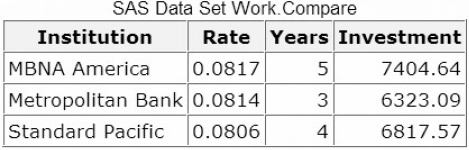 SAS Data Set Work.Compare
Institution Rate Years Investment
MBNA America 0.0817 5 7404.64
Metropolitan Bank 0.0814 3 6323.09
Standard Pacific 0.0806 4 6817.57